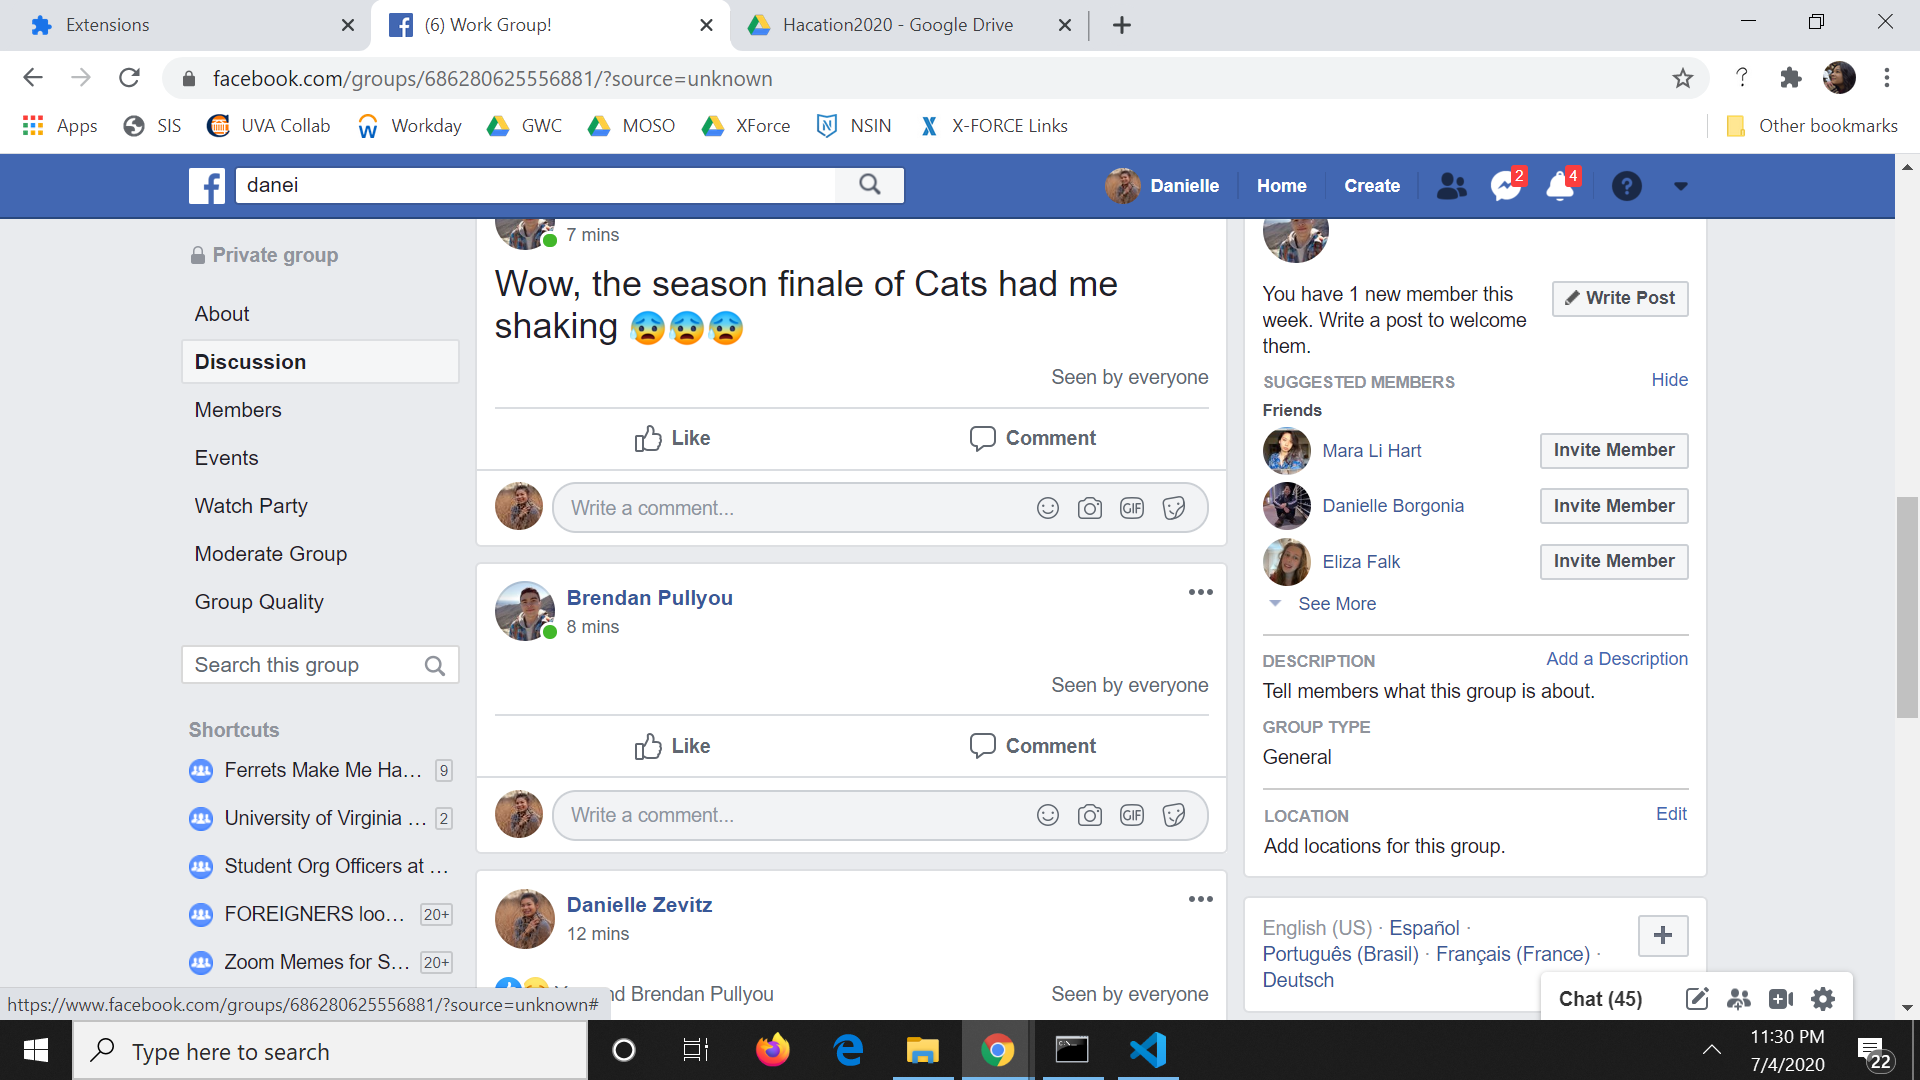 Extensions
(6) Work Group!
Hacation2020 - Google Drive
facebook.com/groups/686280625556881/?source=unknown
Apps
SIS
UVA Collab
Workday
GWC
MOSO
XForce
NSIN
X-FORCE Links
Other bookmarks
danei
Danielle
Home
Create
2
4
Private group
About
Discussion
Members
Events
Watch Party
Moderate Group
Group Quality
Search this group
Shortcuts
Ferrets Make Me Ha... 9
University of Virginia ... 2
Student Org Officers at ...
FOREIGNERS loo... 20+
Zoom Memes for S... 20+
https://www.facebook.com/groups/686280625556881/?source=unknown#
7 mins
Wow, the season finale of Cats had me
shaking 😰😰😰
Seen by everyone
Like
Comment
Write a comment...
GIF
Brendan Pullyou
8 mins
Seen by everyone
Like
Comment
Write a comment...
GIF
Danielle Zevitz
12 mins
Brendan Pullyou
Seen by everyone
You have 1 new member this
week. Write a post to welcome
them.
Write Post
SUGGESTED MEMBERS
Hide
Friends
Mara Li Hart
Invite Member
Danielle Borgonia
Invite Member
Eliza Falk
Invite Member
See More
DESCRIPTION
Add a Description
Tell members what this group is about.
GROUP TYPE
General
LOCATION
Edit
Add locations for this group.
English (US) · Español ·
Português (Brasil) · Français (France) ·
Deutsch
Chat (45)
Type here to search
11:30 PM
7/4/2020
22